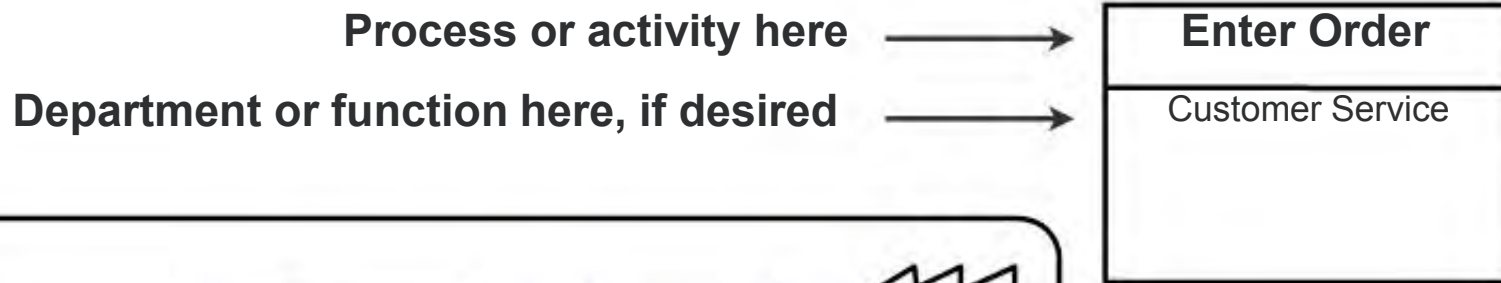 Process or activity here
Enter Order
Department or function here, if desired
Customer Service